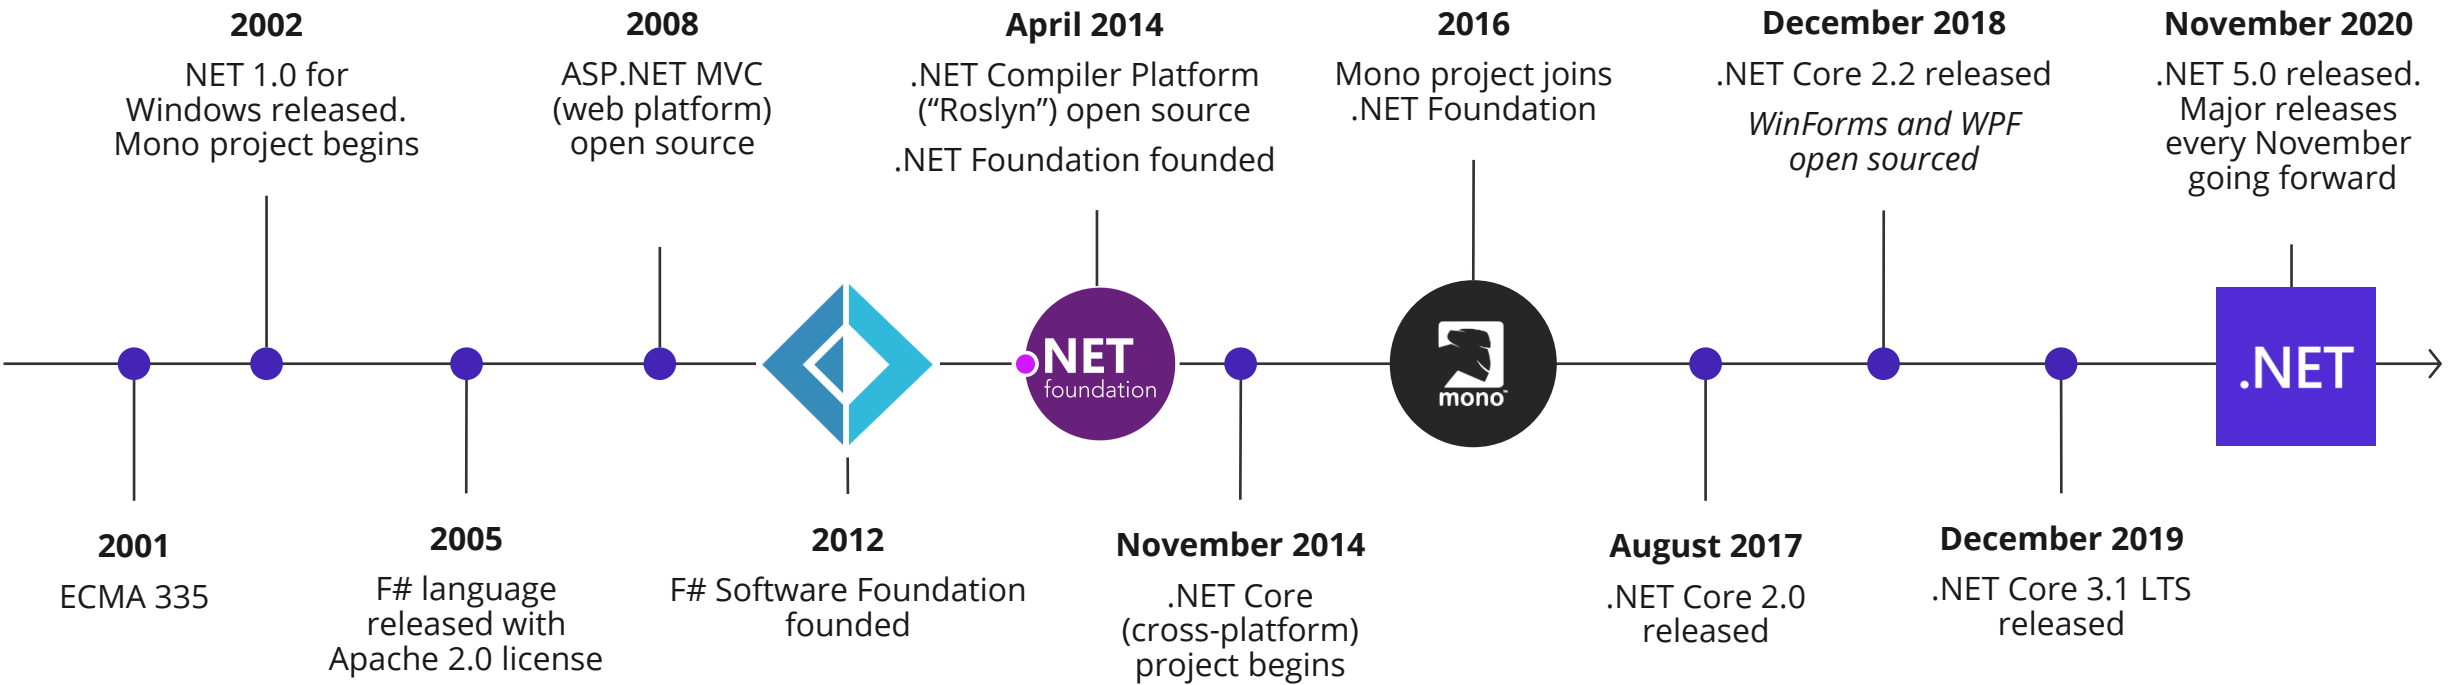 2002
NET 1.0 for
Windows released.
Mono project begins
2008
ASP.NET MVC
(web platform)
open source
April 2014
.NET Compiler Platform
(“Roslyn”) open source
.NET Foundation founded
2016
Mono project joins
.NET Foundation
December 2018
.NET Core 2.2 released
WinForms and WPF
open sourced
November 2020
.NET 5.0 released.
Major releases
every November
going forward
NET
foundation
mono™
.NET
2001
ECMA 335
2005
F# language
released with
Apache 2.0 license
2012
F# Software Foundation
founded
November 2014
.NET Core
(cross-platform)
project begins
August 2017
.NET Core 2.0
released
December 2019
.NET Core 3.1 LTS
released